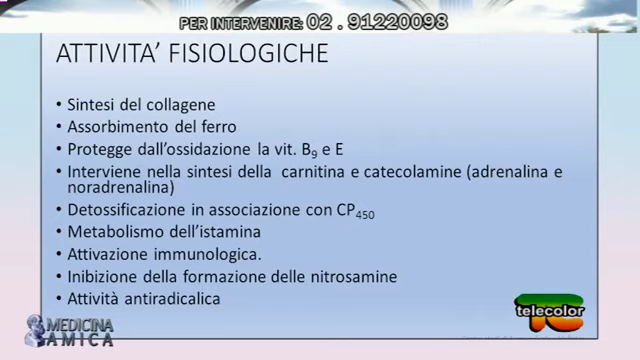 PER INTERVENIRE: 02 . 91220098
ATTIVITA’ FISIOLOGICHE
• Sintesi del collagene
• Assorbimento del ferro
• Protegge dall’ossidazione la vit. B9 e E
• Interviene nella sintesi della carnitina e catecolamine (adrenalina e
noradrenalina)
• Detossificazione in associazione con CP450
• Metabolismo dell’istamina
• Attivazione immunologica.
• Inibizione della formazione delle nitrosamine
• Attività antiradicalica
telecolor
MEDICINA
AMICA